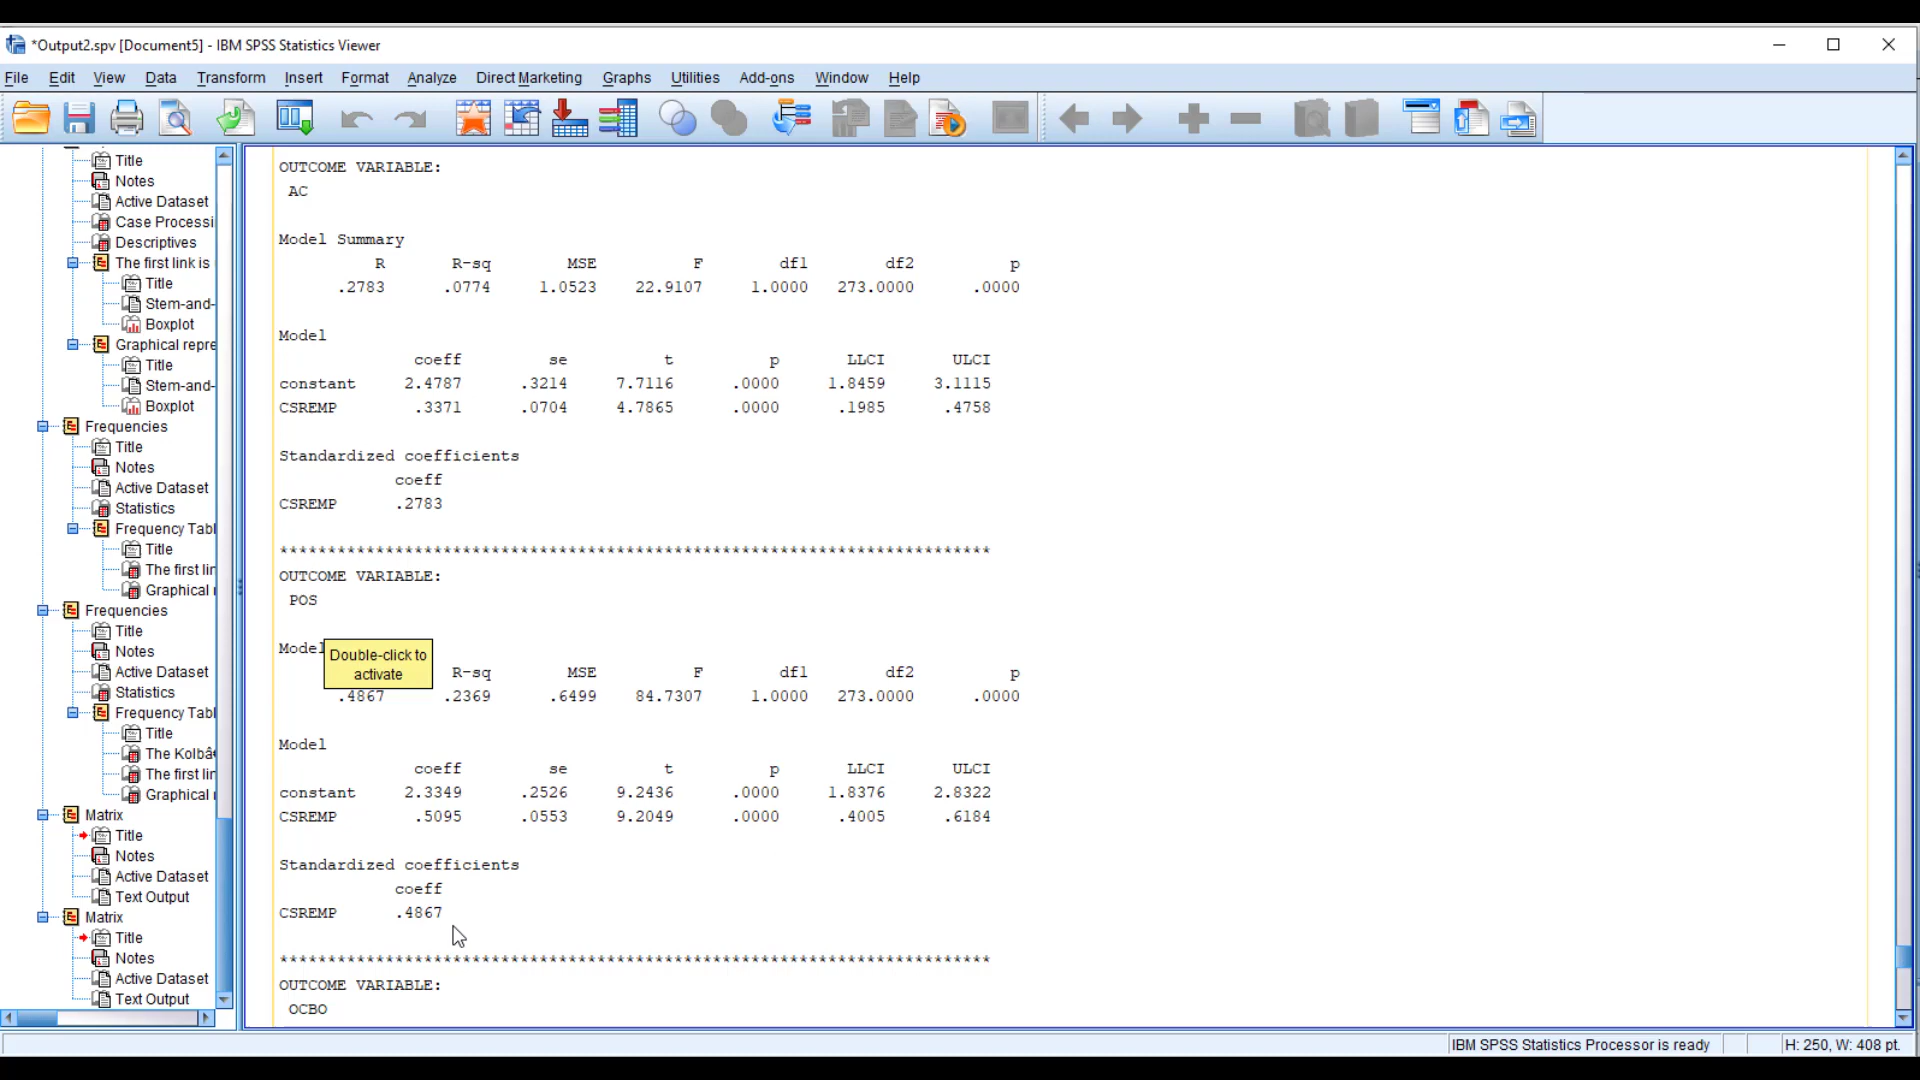 *Output2.spv [Document5] - IBM SPSS Statistics Viewer
File Edit View Data Transform Insert Format Analyze Direct Marketing Graphs Utilities Add-ons Window Help
Title
Notes
Active Dataset
Case Processi
Descriptives
The first link is
Title
Stem-and-
Boxplot
Graphical repre
Title
Stem-and-
Boxplot
Frequencies
Title
Notes
Active Dataset
Statistics
Frequency Tabl
Title
The first lin
Graphical r
Frequencies
Title
Notes
Active Dataset
Statistics
Frequency Tabl
Title
The Kolbâ€
The first lin
Graphical r
Matrix
Title
Notes
Active Dataset
Text Output
Matrix
Title
Notes
Active Dataset
Text Output
OUTCOME VARIABLE:
AC
Model Summary
R R-sq MSE F df1 df2 p
.2783 .0774 1.0523 22.9107 1.0000 273.0000 .0000
Model
coeff se t p LLCI ULCI
constant 2.4787 .3214 7.7116 .0000 1.8459 3.1115
CSREMP .3371 .0704 4.7865 .0000 .1985 .4758
Standardized coefficients
coeff
CSREMP .2783
**************************************************************************
OUTCOME VARIABLE:
POS
Model
Double-click to
activate
R-sq MSE F df1 df2 p
.4867 .2369 .6499 84.7307 1.0000 273.0000 .0000
Model
coeff se t p LLCI ULCI
constant 2.3349 .2526 9.2436 .0000 1.8376 2.8322
CSREMP .5095 .0553 9.2049 .0000 .4005 .6184
Standardized coefficients
coeff
CSREMP .4867
**************************************************************************
OUTCOME VARIABLE:
OCBO
IBM SPSS Statistics Processor is ready
H: 250, W: 408 pt.